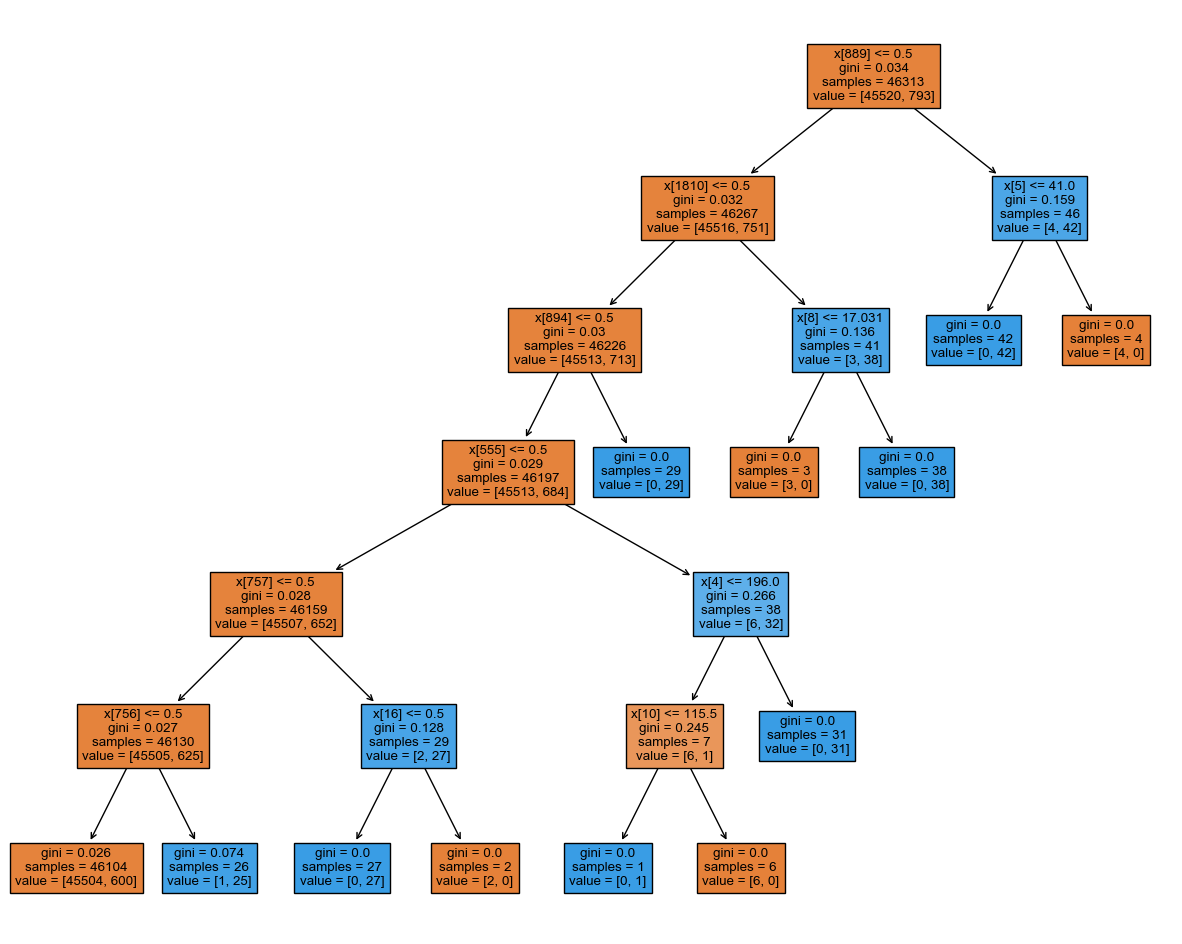 x[889] <= 0.5
gini = 0.034
samples = 46313
value = [45520, 793]
x[1810] <= 0.5
gini = 0.032
samples = 46267
value = [45516, 751]
x[5] <= 41.0
gini = 0.159
samples = 46
value = [4, 42]
x[894] <= 0.5
gini = 0.03
samples = 46226
value = [45513, 713]
x[8] <= 17.031
gini = 0.136
samples = 41
value = [3, 38]
gini = 0.0
samples = 42
value = [0, 42]
gini = 0.0
samples = 4
value = [4, 0]
x[555] <= 0.5
gini = 0.029
samples = 46197
value = [45513, 684]
gini = 0.0
samples = 29
value = [0, 29]
gini = 0.0
samples = 3
value = [3, 0]
gini = 0.0
samples = 38
value = [0, 38]
x[757] <= 0.5
gini = 0.028
samples = 46159
value = [45507, 652]
x[4] <= 196.0
gini = 0.266
samples = 38
value = [6, 32]
x[756] <= 0.5
gini = 0.027
samples = 46130
value = [45505, 625]
x[16] <= 0.5
gini = 0.128
samples = 29
value = [2, 27]
x[10] <= 115.5
gini = 0.245
samples = 7
value = [6, 1]
gini = 0.0
samples = 31
value = [0, 31]
gini = 0.026
samples = 46104
value = [45504, 600]
gini = 0.074
samples = 26
value = [1, 25]
gini = 0.0
samples = 27
value = [0, 27]
gini = 0.0
samples = 2
value = [2, 0]
gini = 0.0
samples = 1
value = [0, 1]
gini = 0.0
samples = 6
value = [6, 0]